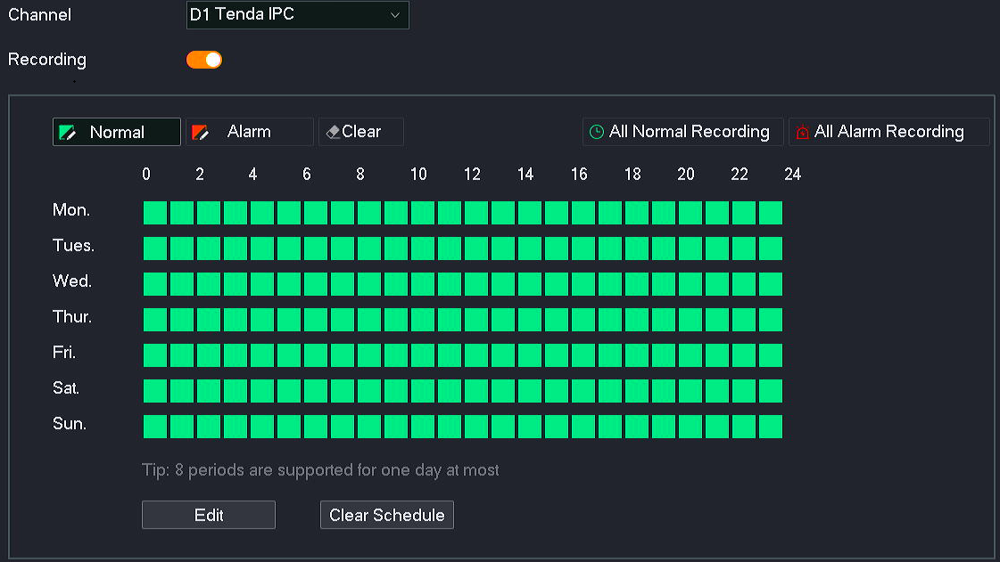 Channel D1 Tenda IPC
Recording
Normal Alarm Clear All Normal Recording All Alarm Recording
0 2 4 6 8 10 12 14 16 18 20 22 24
Mon.
Tues.
Wed.
Thur.
Fri.
Sat.
Sun.
Tip: 8 periods are supported for one day at most
Edit Clear Schedule